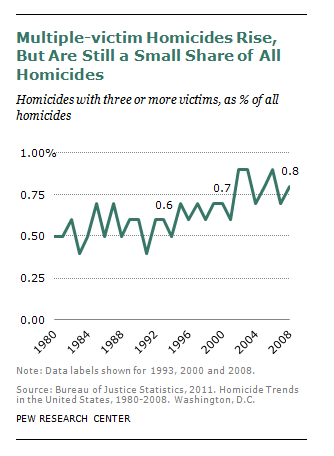 Multiple-victim Homicides Rise,
But Are Still a Small Share of All
Homicides
Homicides with three or more victims, as % of all
homicides
1.00%
0.75
0.50
0.25
0.00
0.6
0.7
0.8
1980
1984
1988
1992
1996
2000
2004
2008
Note: Data labels shown for 1993, 2000 and 2008.
Source: Bureau of Justice Statistics, 2011. Homicide Trends
in the United States, 1980-2008. Washington, D.C.
PEW RESEARCH CENTER